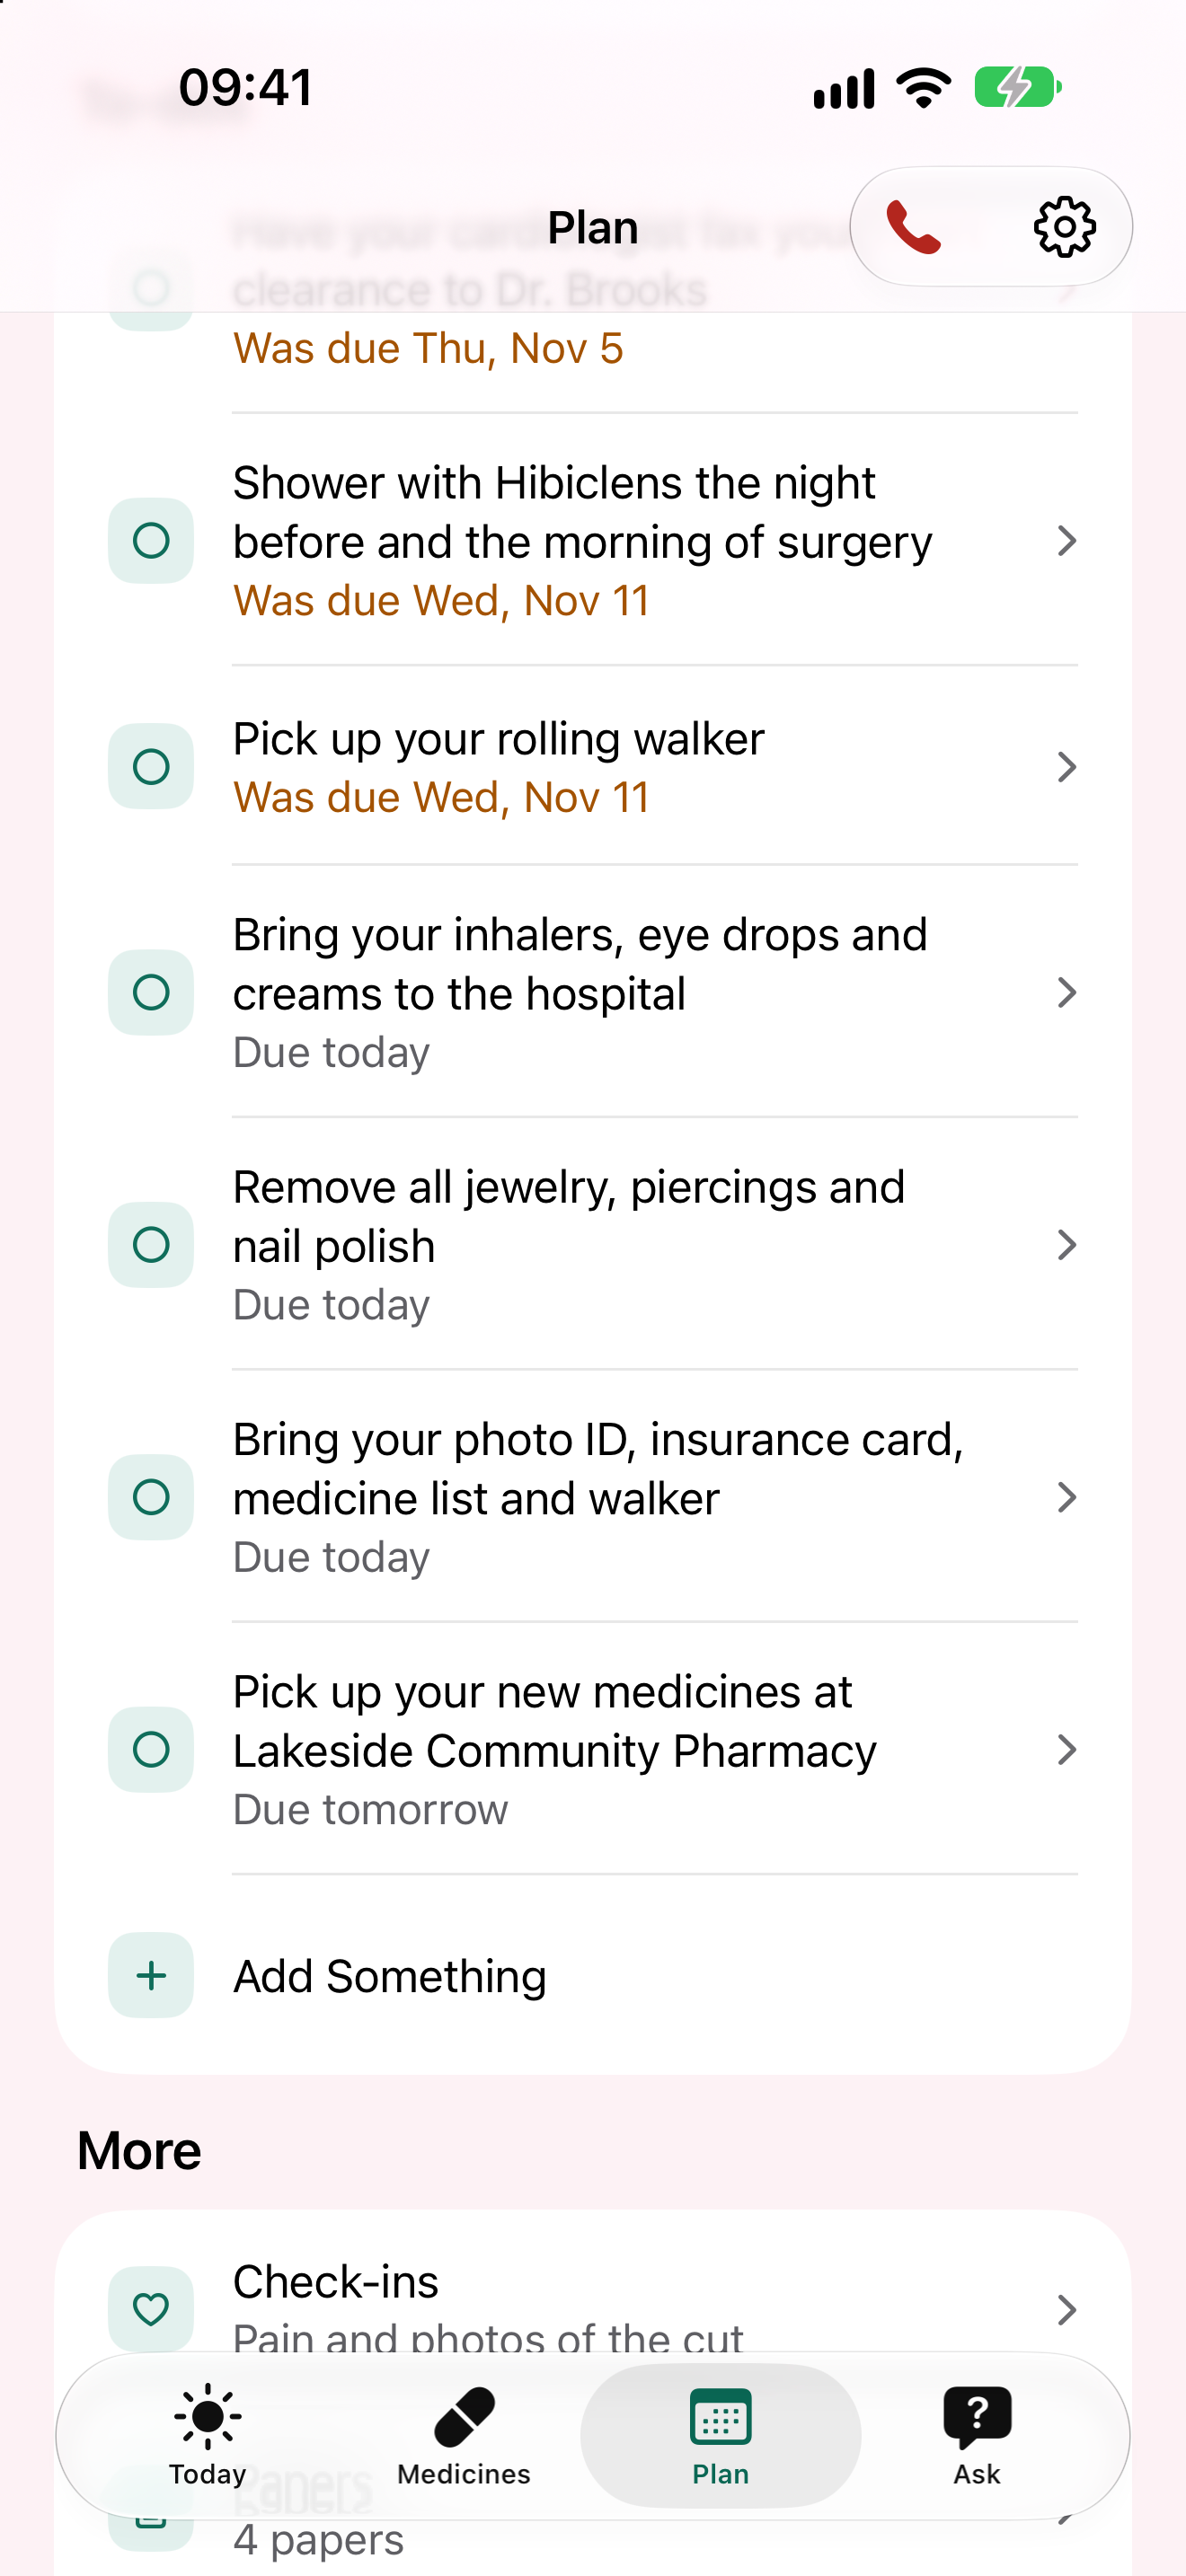 09:41
Plan
clearance to Dr. Brooks
Was due Thu, Nov 5
Shower with Hibiclens the night
before and the morning of surgery
Was due Wed, Nov 11
Pick up your rolling walker
Was due Wed, Nov 11
Bring your inhalers, eye drops and
creams to the hospital
Due today
Remove all jewelry, piercings and
nail polish
Due today
Bring your photo ID, insurance card,
medicine list and walker
Due today
Pick up your new medicines at
Lakeside Community Pharmacy
Due tomorrow
Add Something
More
Check-ins
Pain and photos of the cut
Papers
4 papers
Today
Medicines
Plan
Ask